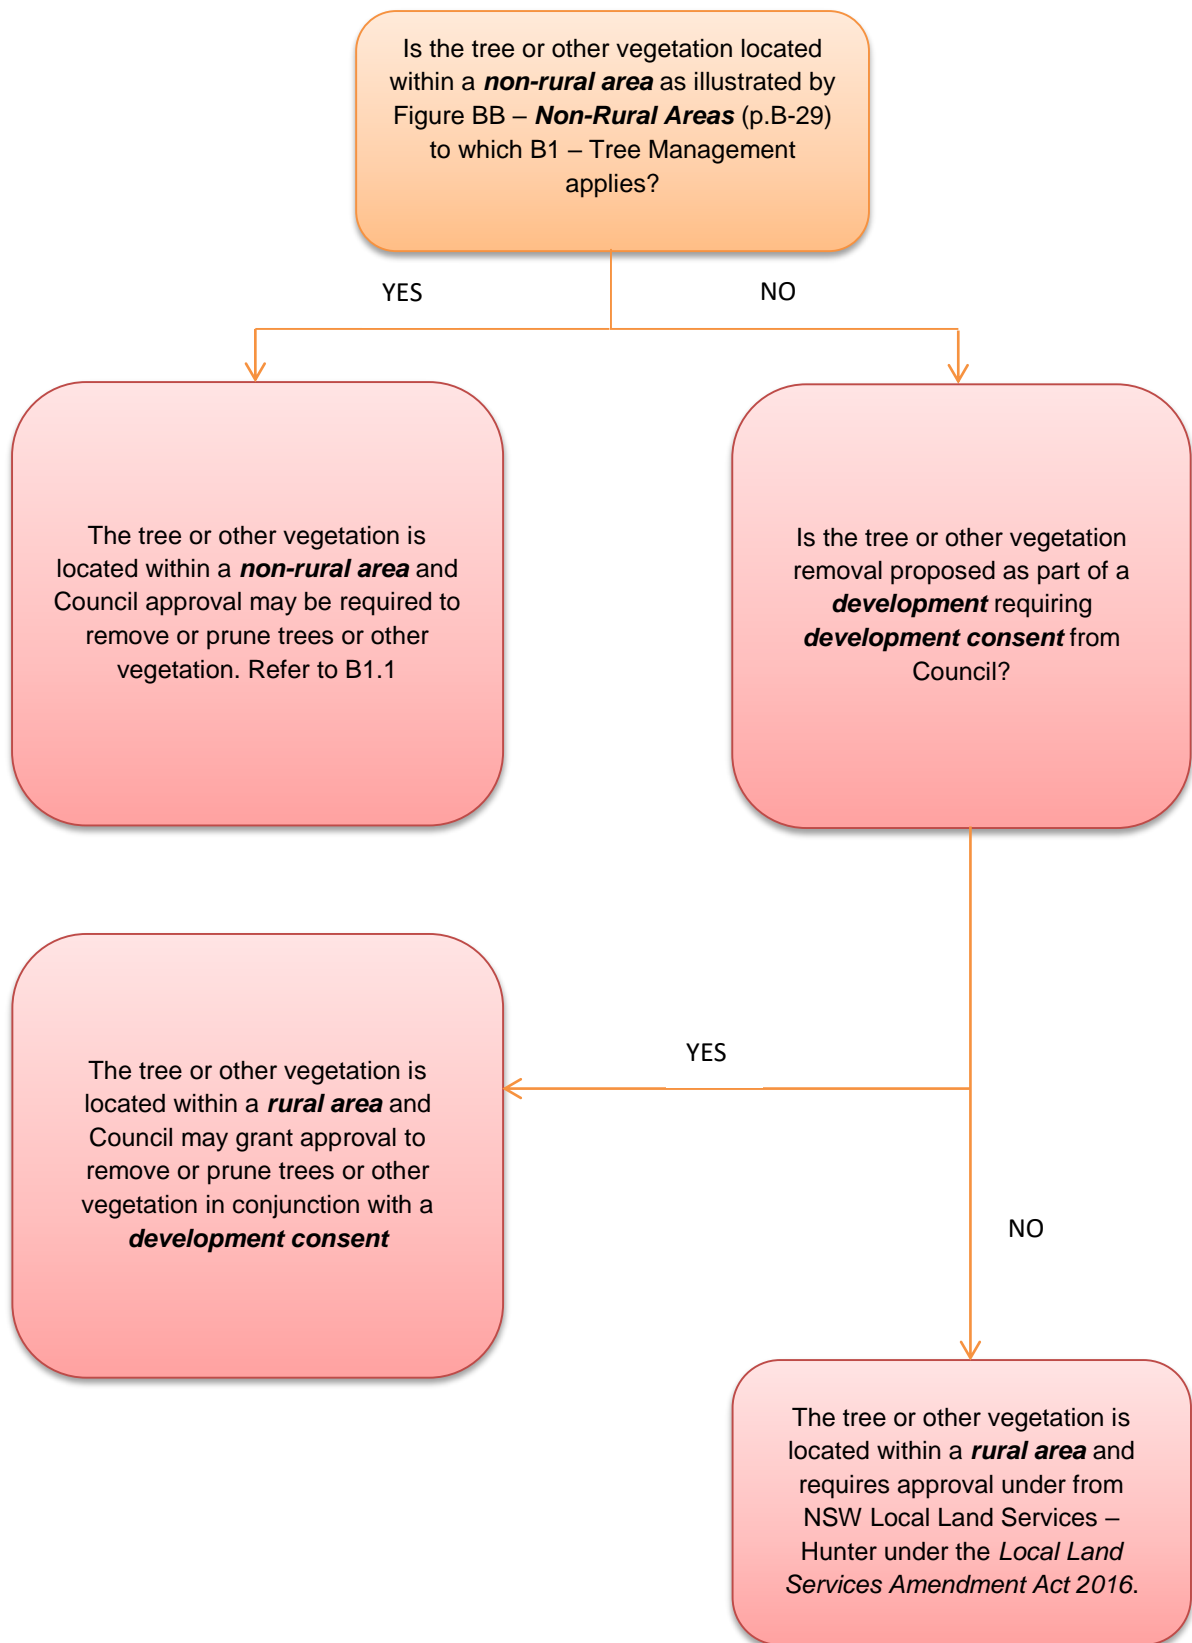 Is the tree or other vegetation located
within a non-rural area as illustrated by
Figure BB – Non-Rural Areas (p.B-29)
to which B1 – Tree Management
applies?
YES
NO
The tree or other vegetation is
located within a non-rural area and
Council approval may be required to
remove or prune trees or other
vegetation. Refer to B1.1
Is the tree or other vegetation
removal proposed as part of a
development requiring
development consent from
Council?
YES
The tree or other vegetation is
located within a rural area and
Council may grant approval to
remove or prune trees or other
vegetation in conjunction with a
development consent
NO
The tree or other vegetation is
located within a rural area and
requires approval under from
NSW Local Land Services –
Hunter under the Local Land
Services Amendment Act 2016.